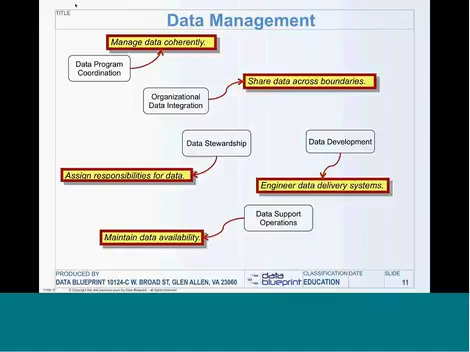 TITLE
Data Management
Manage data coherently.
Data Program
Coordination
Share data across boundaries.
Organizational
Data Integration
Data Stewardship
Data Development
Assign responsibilities for data.
Engineer data delivery systems.
Data Support
Operations
Maintain data availability.
PRODUCED BY
DATA BLUEPRINT 10124-C W. BROAD ST, GLEN ALLEN, VA 23060
data
blueprint
CLASSIFICATION
EDUCATION
DATE
SLIDE
11